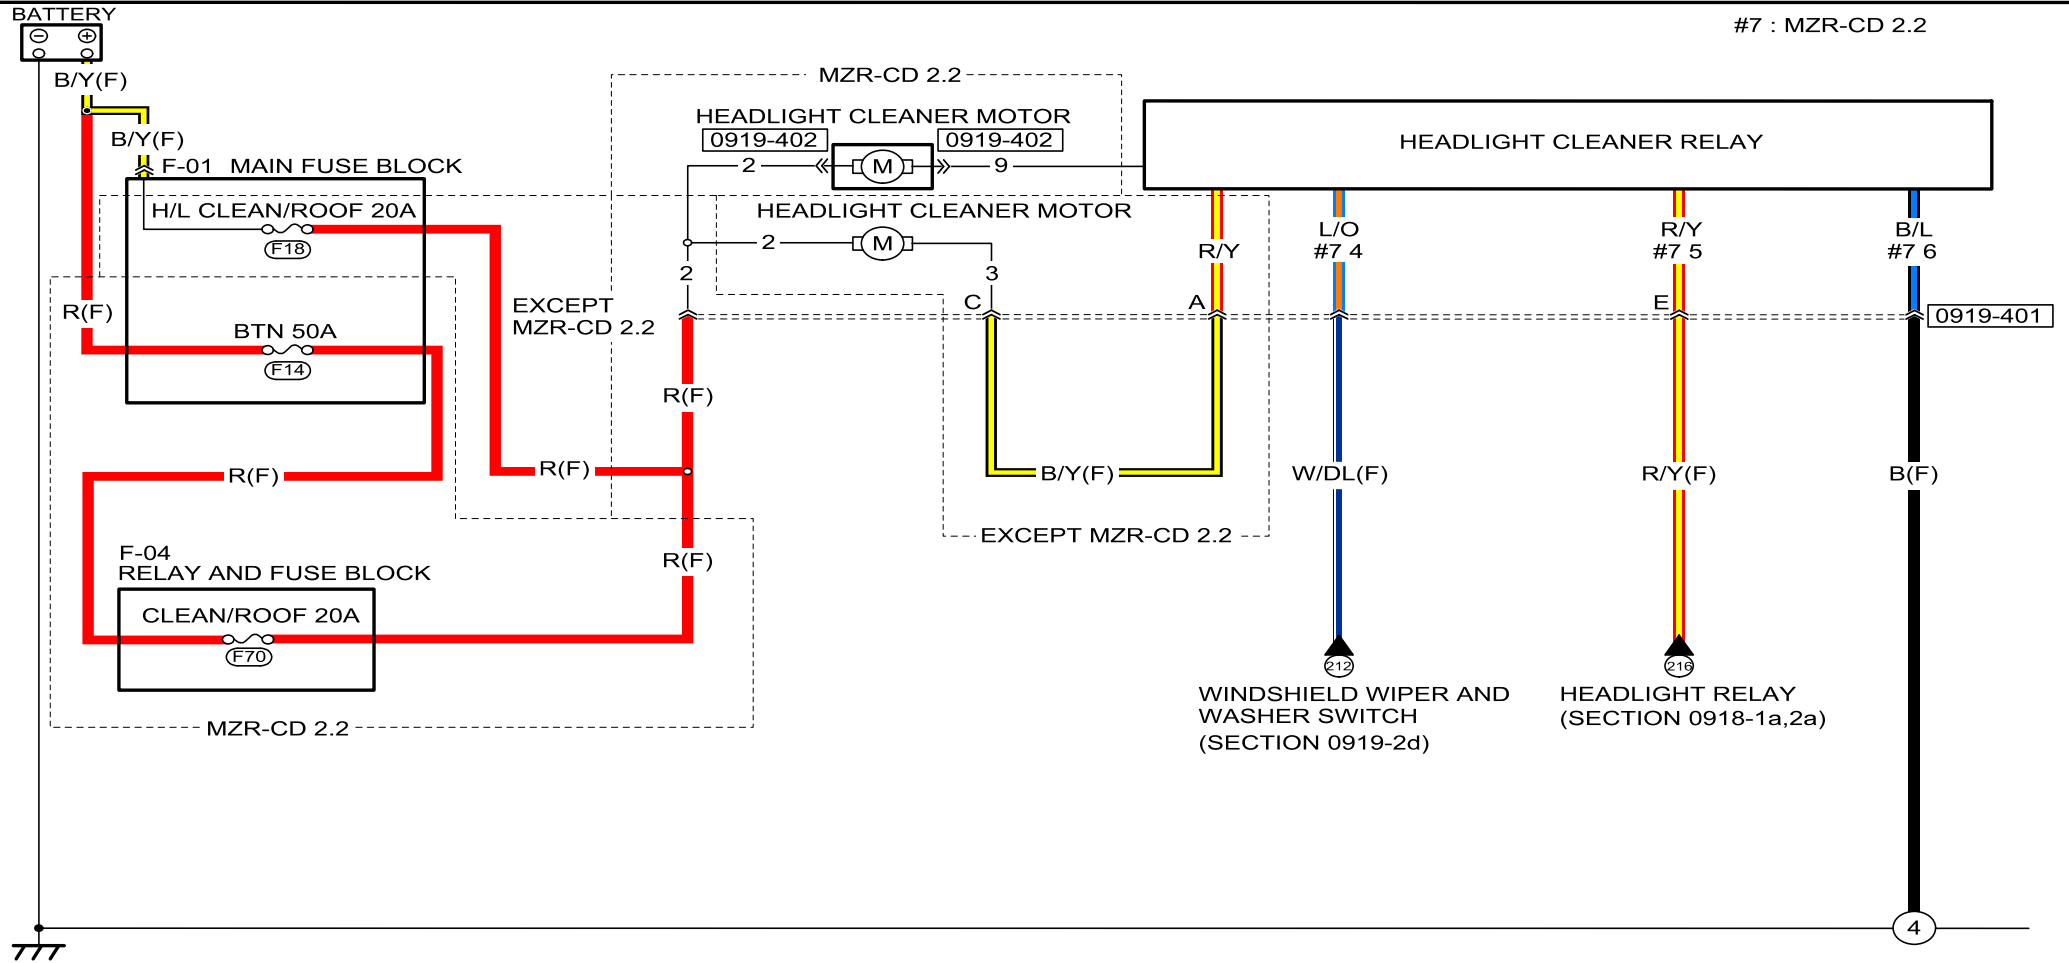 BATTERY
#7 : MZR-CD 2.2
B/Y(F)
MZR-CD 2.2
HEADLIGHT CLEANER MOTOR
0919-402
0919-402
B/Y(F)
HEADLIGHT CLEANER RELAY
F-01 MAIN FUSE BLOCK
2
M
9
H/L CLEAN/ROOF 20A
F18
HEADLIGHT CLEANER MOTOR
2
M
2
3
C
A
R/Y
L/O
#7 4
R/Y
#7 5
B/L
#7 6
E
0919-401
R(F)
BTN 50A
F14
EXCEPT
MZR-CD 2.2
R(F)
R(F)
R(F)
B/Y(F)
W/DL(F)
R/Y(F)
B(F)
EXCEPT MZR-CD 2.2
F-04
RELAY AND FUSE BLOCK
R(F)
CLEAN/ROOF 20A
F70
212
216
WINDSHIELD WIPER AND
WASHER SWITCH
(SECTION 0919-2d)
HEADLIGHT RELAY
(SECTION 0918-1a,2a)
MZR-CD 2.2
4